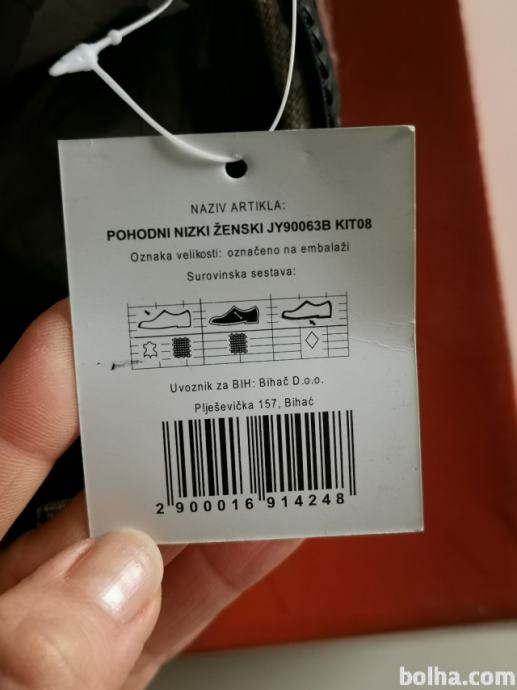 NAZIV ARTIKLA:
POHODNI NIZKI ŽENSKI JY90063B KIT08
Oznaka velikosti: označeno na embalaži
Surovinska sestava:
Uvoznik za BIH: Bihač D.o.o.
Plješevička 157, Bihać
2 900016 914248
bolha.com